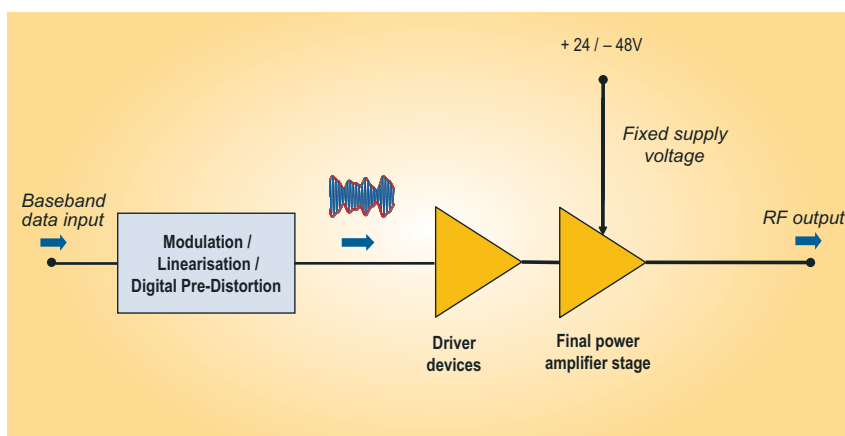 + 24 / – 48V
Fixed supply
voltage
Baseband
data input
Modulation /
Linearisation /
Digital Pre-Distortion
RF output
Driver
devices
Final power
amplifier stage